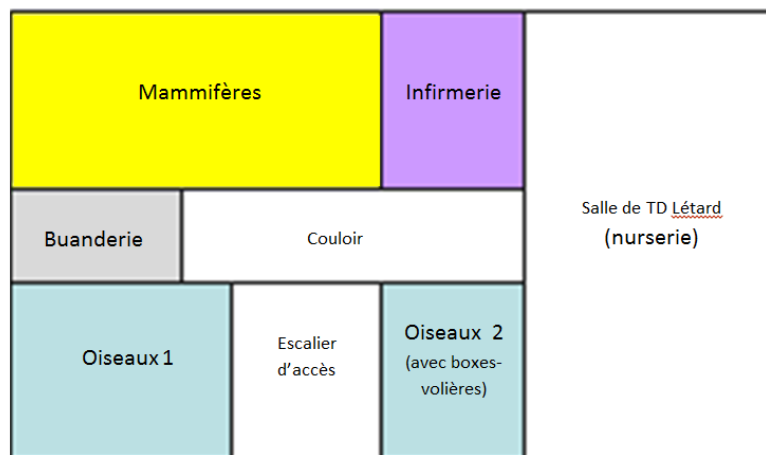 Mammifères
Infirmerie
Salle de TD Létard
(nurserie)
Buanderie
Couloir
Oiseaux 1
Escalier
d’accès
Oiseaux 2
(avec boxes-
volières)